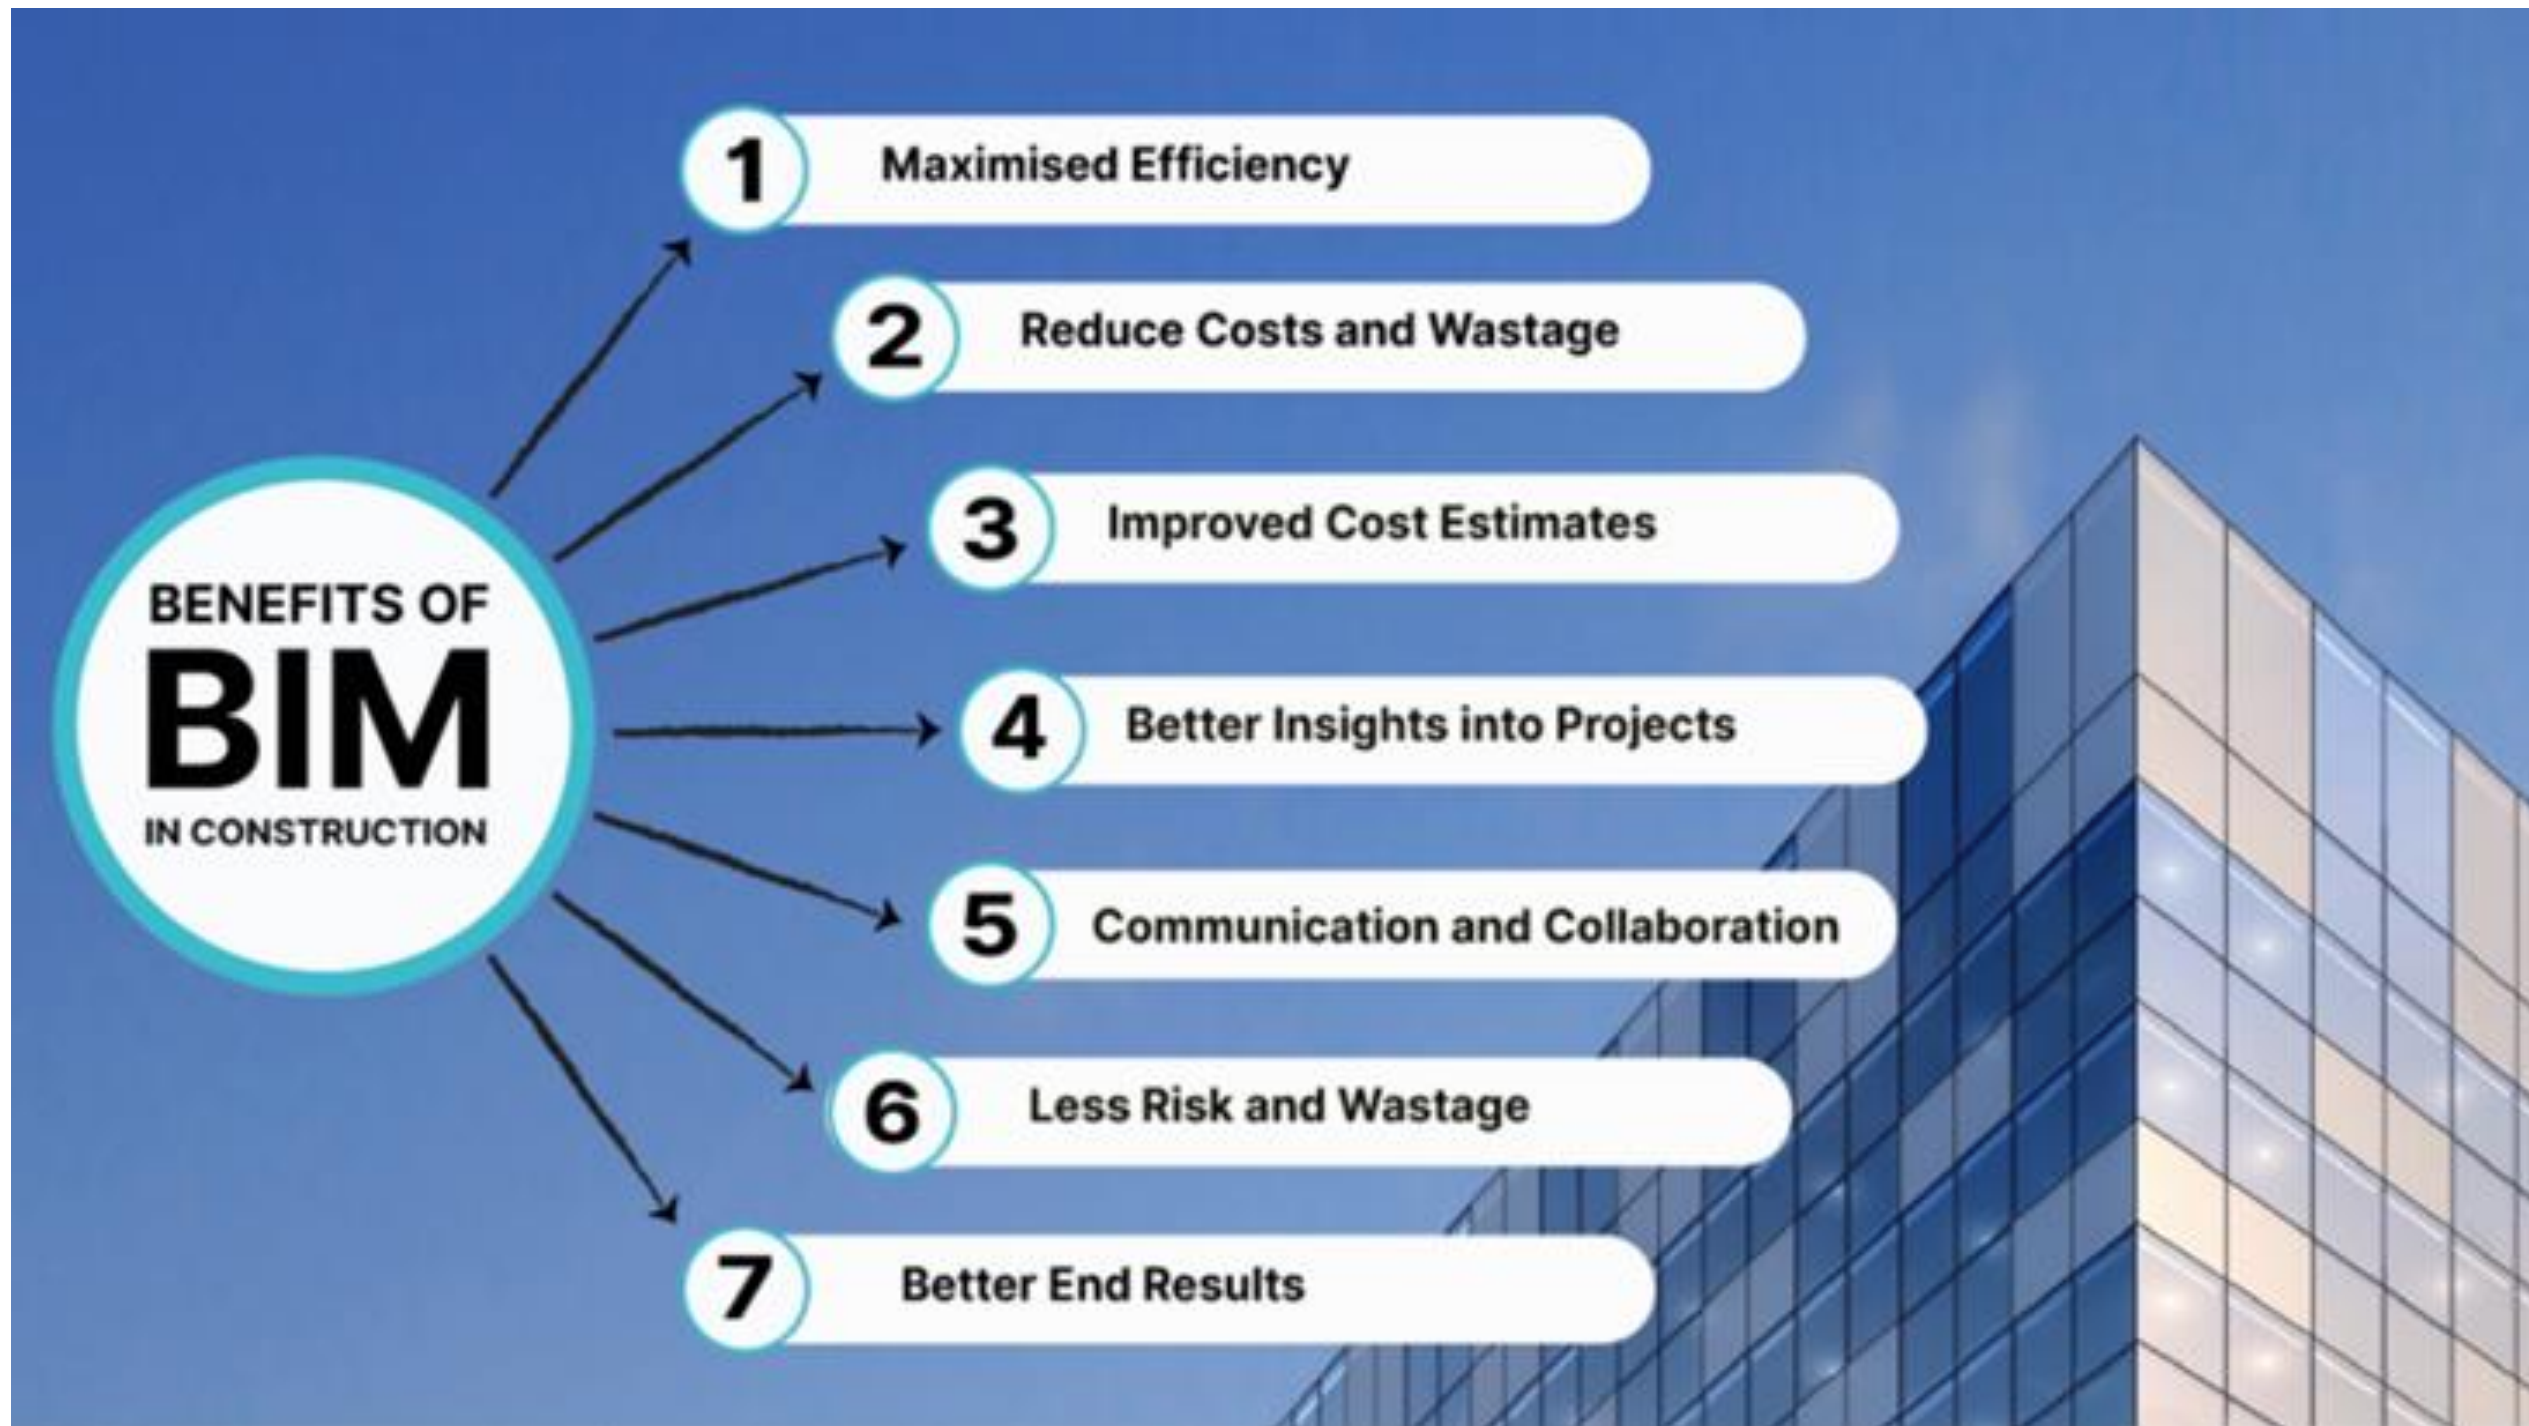 BENEFITS OF
BIM
IN CONSTRUCTION
1 Maximised Efficiency
2 Reduce Costs and Wastage
3 Improved Cost Estimates
4 Better Insights into Projects
5 Communication and Collaboration
6 Less Risk and Wastage
7 Better End Results